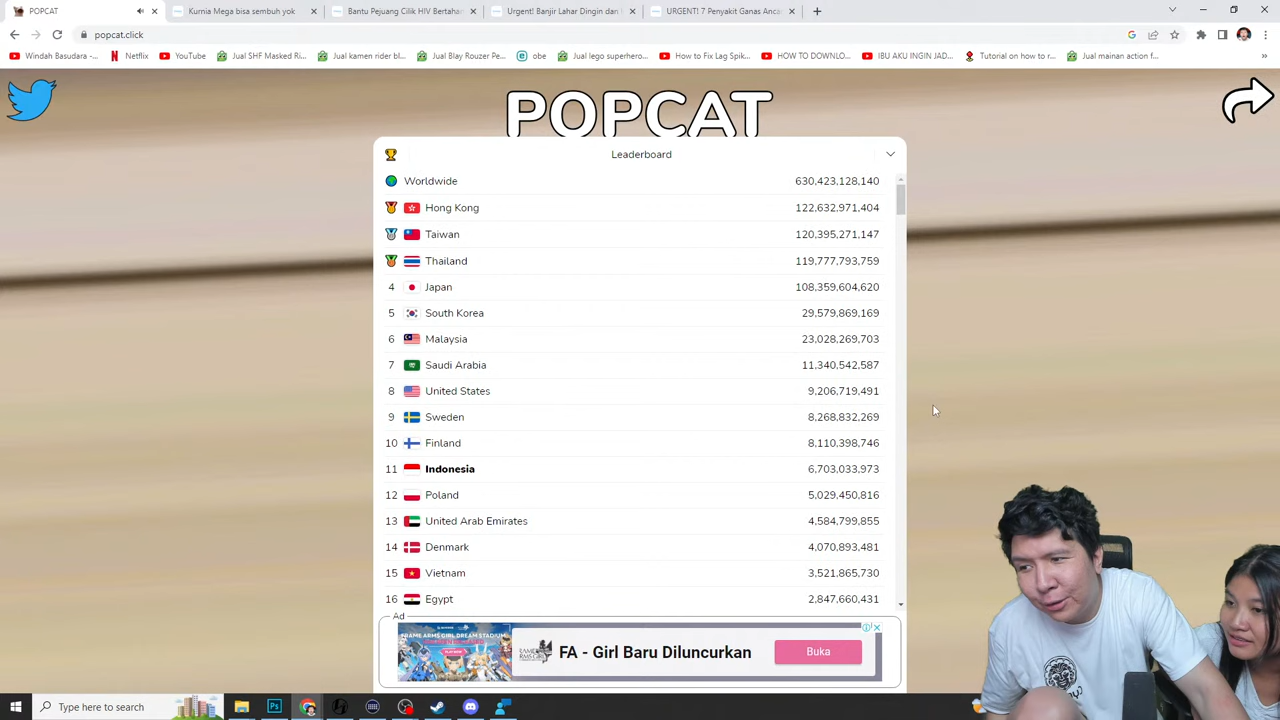 POPCAT
Kurnia Mega bisa sembuh yok
Bantu Pejuang Cilik HIV Bertahan
Urgent! Banjir Lahar Dingin dan
URGENT! 7 Penyakit Ganas Anca
popcat.click
Windah Basudara -...
Netflix
YouTube
Jual SHF Masked Ri...
Jual kamen rider bl...
Jual Blay Rouzer Pe...
obe
Jual lego superhero...
How to Fix Lag Spik...
HOW TO DOWNLO...
IBU AKU INGIN JAD...
Tutorial on how to r...
Jual mainan action f...
POPCAT
Leaderboard
Worldwide 630,423,128,140
Hong Kong 122,632,971,404
Taiwan 120,395,271,147
Thailand 119,777,793,759
4 Japan 108,359,604,620
5 South Korea 29,579,869,169
6 Malaysia 23,028,269,703
7 Saudi Arabia 11,340,542,587
8 United States 9,206,719,491
9 Sweden 8,268,832,269
10 Finland 8,110,398,746
11 Indonesia 6,703,033,973
12 Poland 5,029,450,816
13 United Arab Emirates 4,584,799,855
14 Denmark 4,070,893,481
15 Vietnam 3,521,865,730
16 Egypt 2,847,660,431
Ad
FRAME ARMS GIRL DREAM STADIUM
FA - Girl Baru Diluncurkan
Buka
Type here to search